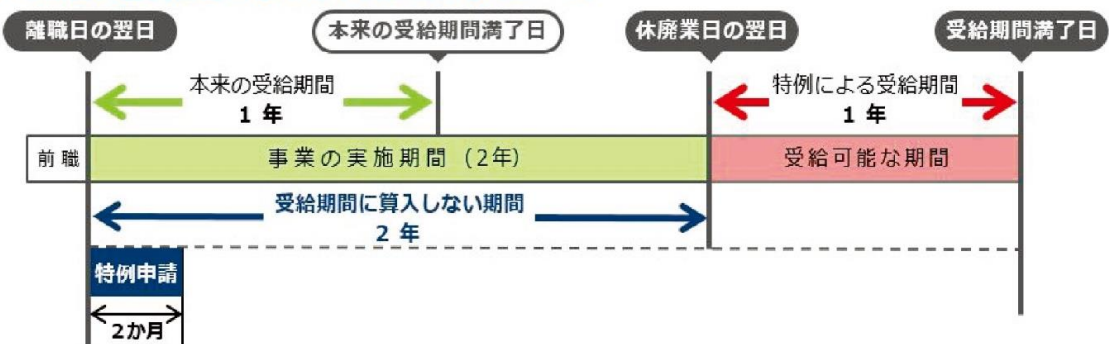 離職日の翌日
本来の受給期間満了日
休廃業日の翌日
受給期間満了日
本来の受給期間
1 年
特例による受給期間
1 年
前職
事業の実施期間（2年）
受給可能な期間
受給期間に算入しない期間
2 年
特例申請
2か月